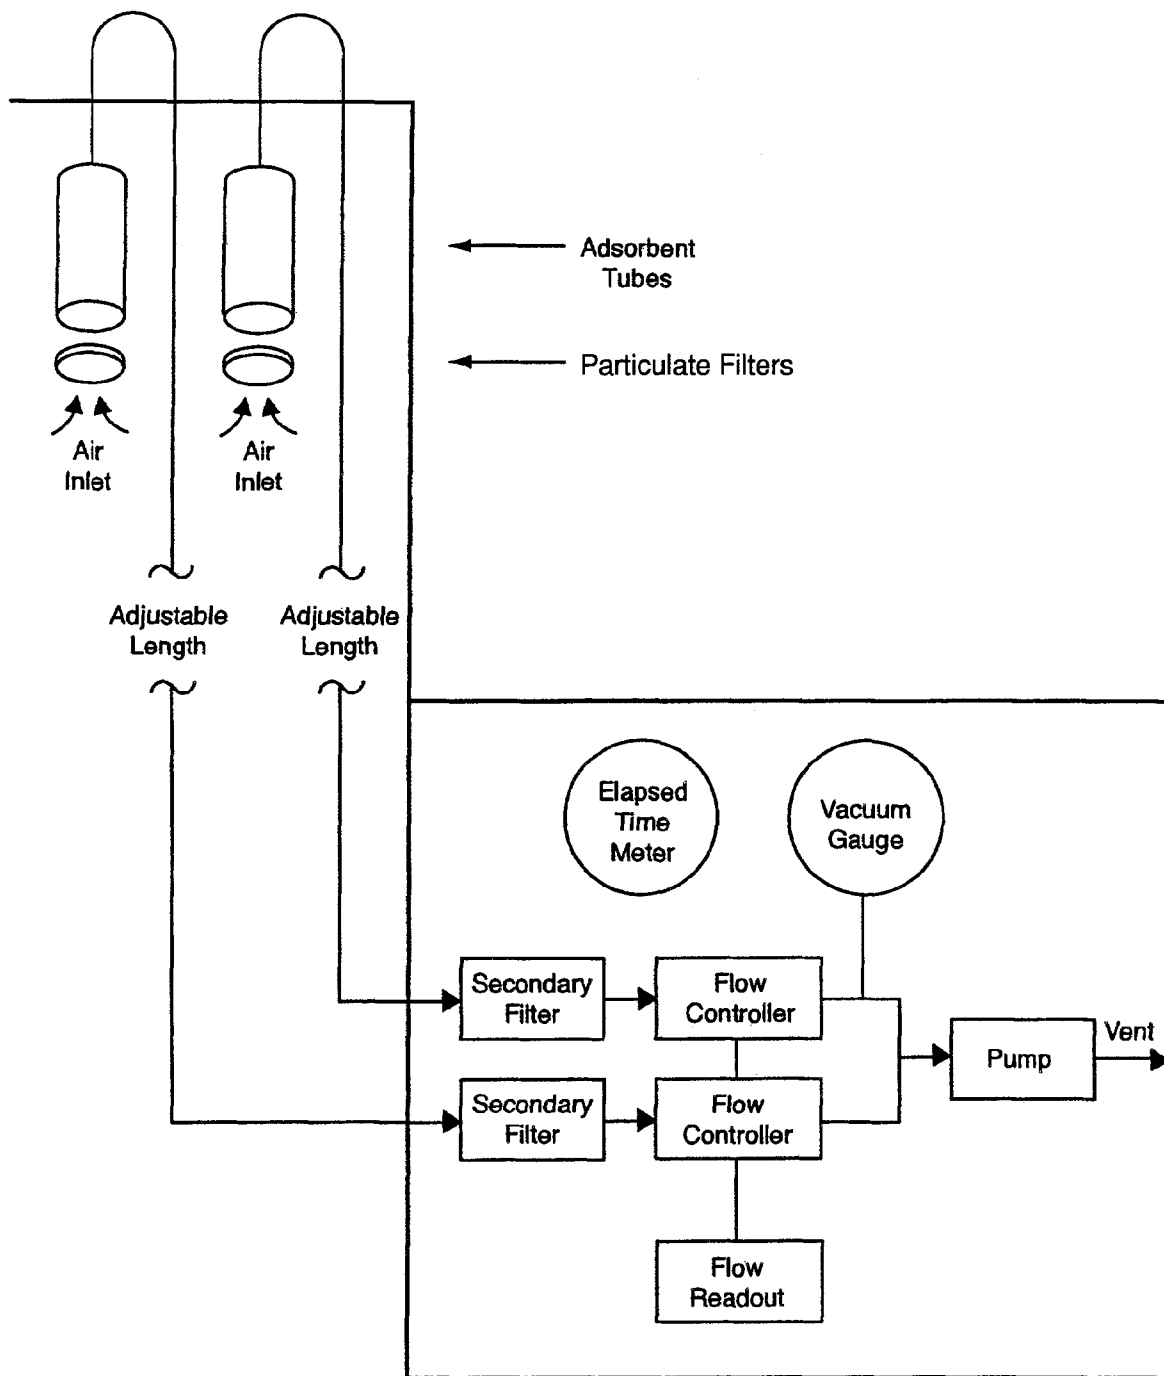 Adsorbent
Tubes
Particulate Filters
Air
Inlet
Air
Inlet
Adjustable
Length
Adjustable
Length
Elapsed
Time
Meter
Vacuum
Gauge
Secondary
Filter
Flow
Controller
Vent
Pump
Secondary
Filter
Flow
Controller
Flow
Readout